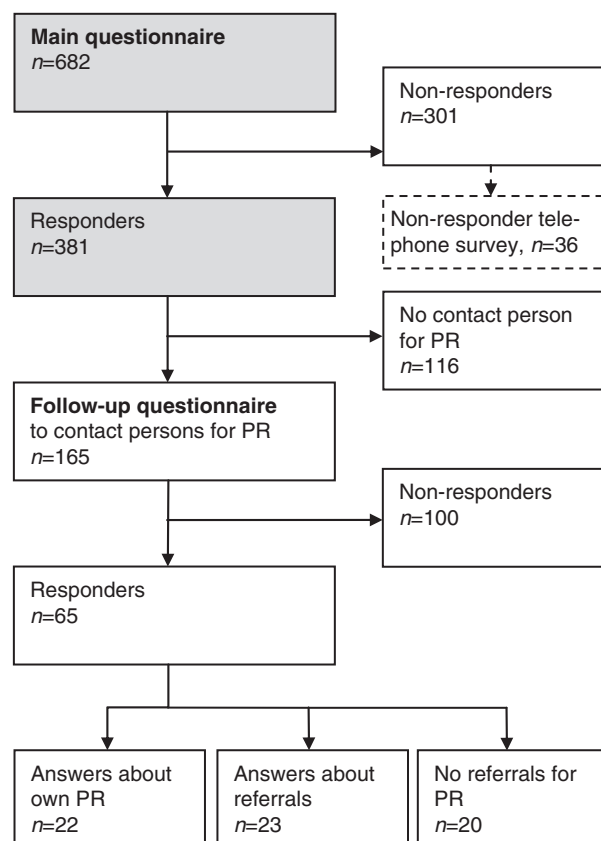 Main questionnaire
n=682
Non-responders
n=301
Non-responder tele-
phone survey, n=36
Responders
n=381
No contact person
for PR
n=116
Follow-up questionnaire
to contact persons for PR
n=165
Non-responders
n=100
Responders
n=65
Answers about
own PR
n=22
Answers about
referrals
n=23
No referrals for
PR
n=20